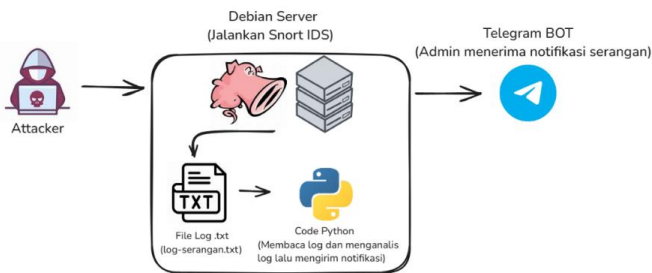 Debian Server
(Jalankan Snort IDS)
Telegram BOT
(Admin menerima notifikasi serangan)
Attacker
TXT
File Log .txt
(log-serangan.txt)
Code Python
(Membaca log dan menganalis
log lalu mengirim notifikasi)